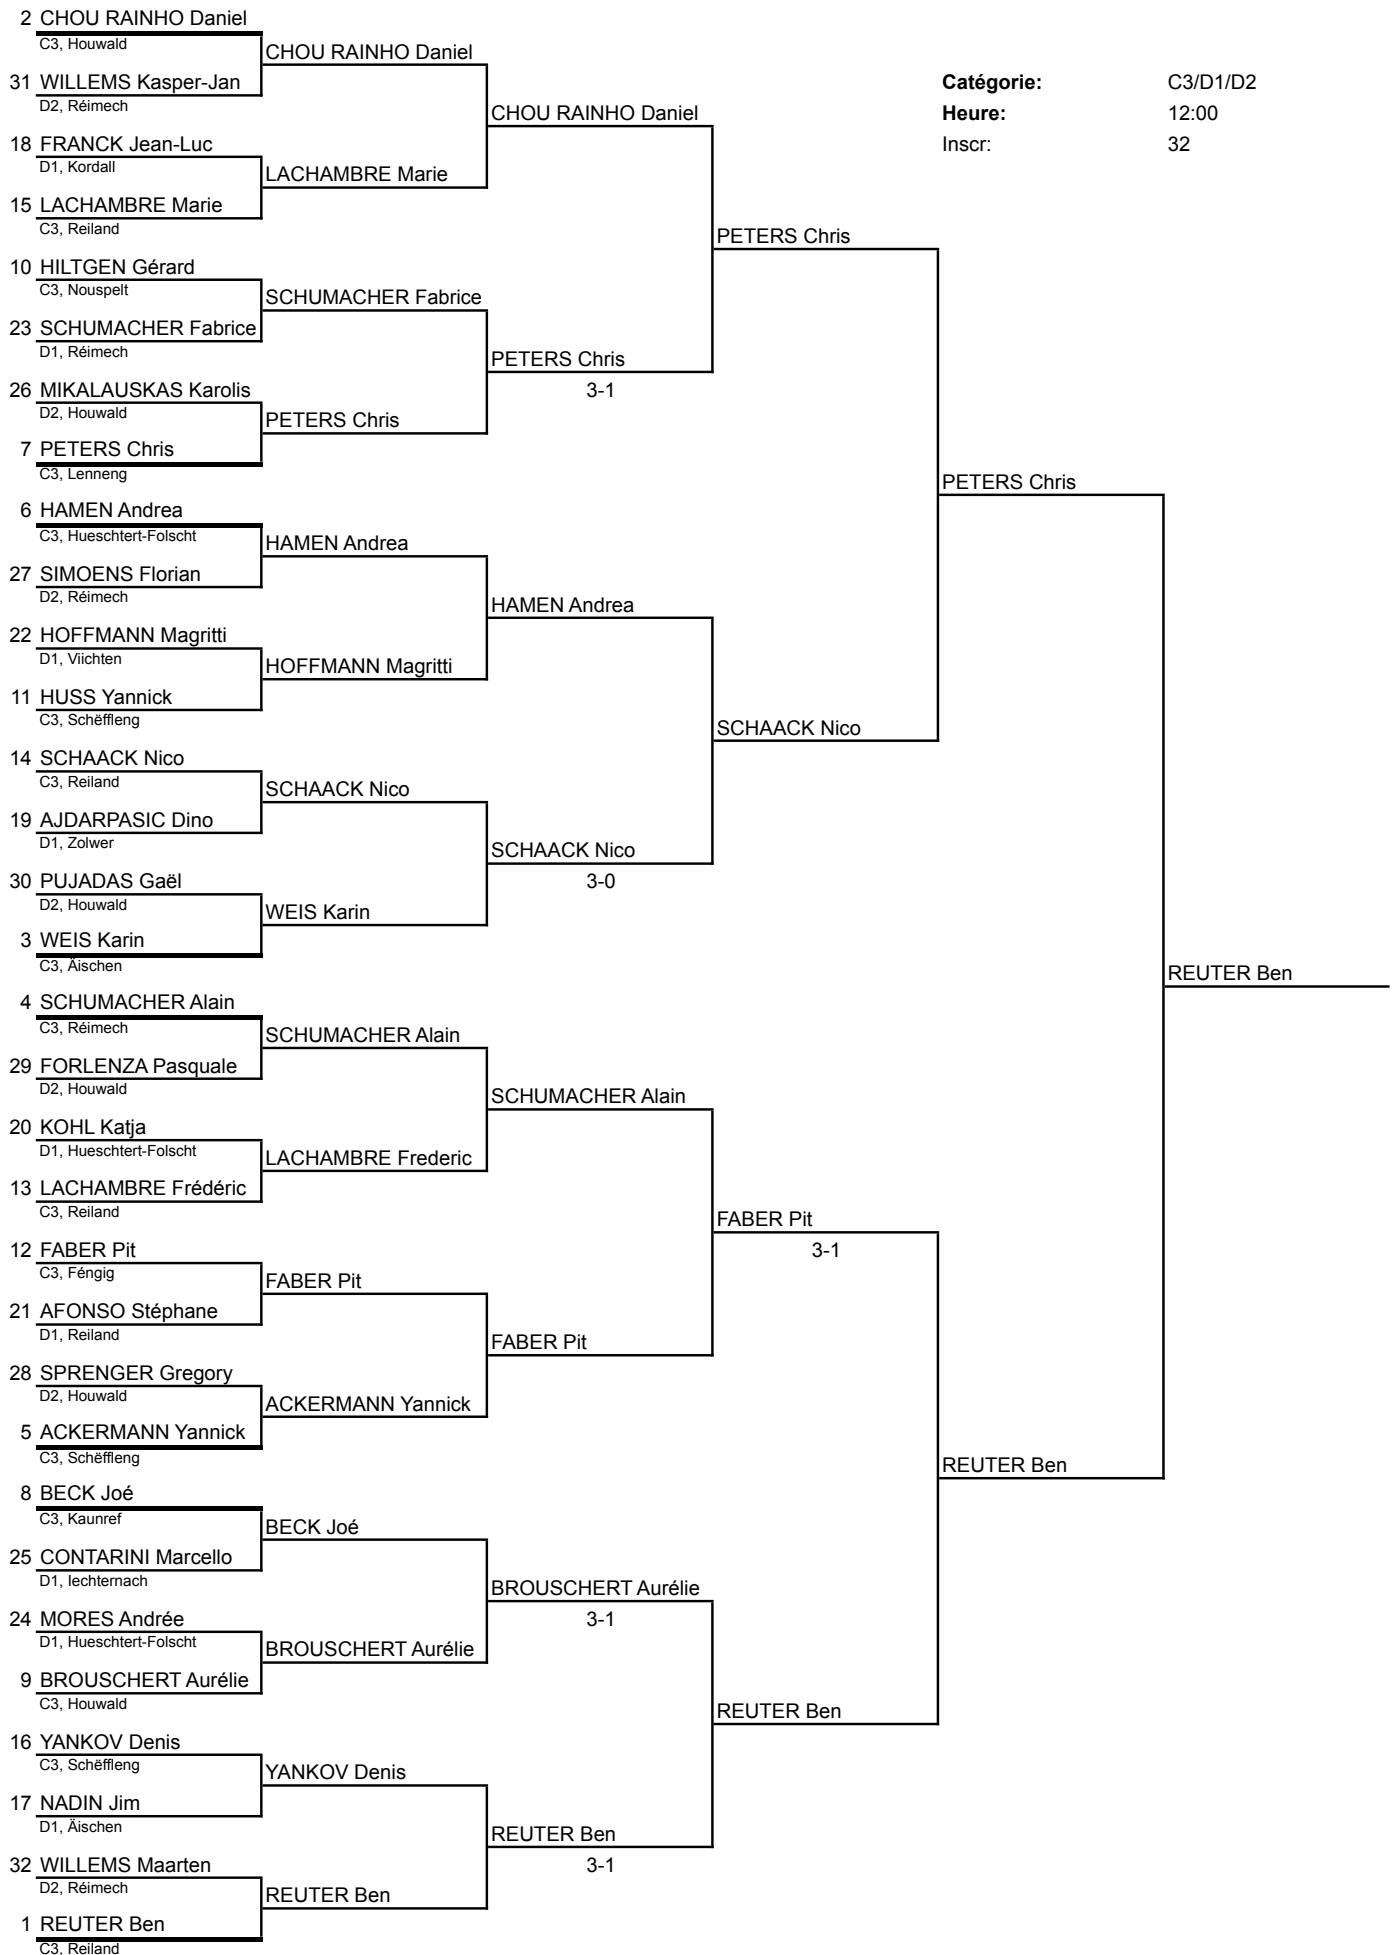 2 CHOU RAINHO Daniel
C3, Houwald
CHOU RAINHO Daniel
31 WILLEMS Kasper-Jan
D2, Réimech
CHOU RAINHO Daniel
18 FRANCK Jean-Luc
D1, Kordall
LACHAMBRE Marie
15 LACHAMBRE Marie
C3, Reiland
PETERS Chris
10 HILTGEN Gérard
C3, Nouspelt
SCHUMACHER Fabrice
23 SCHUMACHER Fabrice
D1, Réimech
PETERS Chris
3-1
26 MIKALAUSKAS Karolis
D2, Houwald
PETERS Chris
7 PETERS Chris
C3, Lenneng
PETERS Chris
6 HAMEN Andrea
C3, Hueschtert-Folscht
HAMEN Andrea
27 SIMOENS Florian
D2, Réimech
HAMEN Andrea
22 HOFFMANN Magritti
D1, Viichten
HOFFMANN Magritti
11 HUSS Yannick
C3, Schëffleng
SCHAACK Nico
14 SCHAACK Nico
C3, Reiland
SCHAACK Nico
19 AJDARPASIC Dino
D1, Zolwer
SCHAACK Nico
3-0
30 PUJADAS Gaël
D2, Houwald
WEIS Karin
3 WEIS Karin
C3, Äischen
REUTER Ben
4 SCHUMACHER Alain
C3, Réimech
SCHUMACHER Alain
29 FORLENZA Pasquale
D2, Houwald
SCHUMACHER Alain
20 KOHL Katja
D1, Hueschtert-Folscht
LACHAMBRE Frederic
13 LACHAMBRE Frédéric
C3, Reiland
FABER Pit
3-1
12 FABER Pit
C3, Féngig
FABER Pit
21 AFONSO Stéphane
D1, Reiland
FABER Pit
28 SPRENGER Gregory
D2, Houwald
ACKERMANN Yannick
5 ACKERMANN Yannick
C3, Schëffleng
REUTER Ben
8 BECK Joé
C3, Kaunref
BECK Joé
25 CONTARINI Marcello
D1, Iechternach
BROUSCHERT Aurélie
3-1
24 MORES Andrée
D1, Hueschtert-Folscht
BROUSCHERT Aurélie
9 BROUSCHERT Aurélie
C3, Houwald
REUTER Ben
16 YANKOV Denis
C3, Schëffleng
YANKOV Denis
17 NADIN Jim
D1, Äischen
REUTER Ben
3-1
32 WILLEMS Maarten
D2, Réimech
REUTER Ben
1 REUTER Ben
C3, Reiland
Catégorie: C3/D1/D2
Heure: 12:00
Inscr: 32